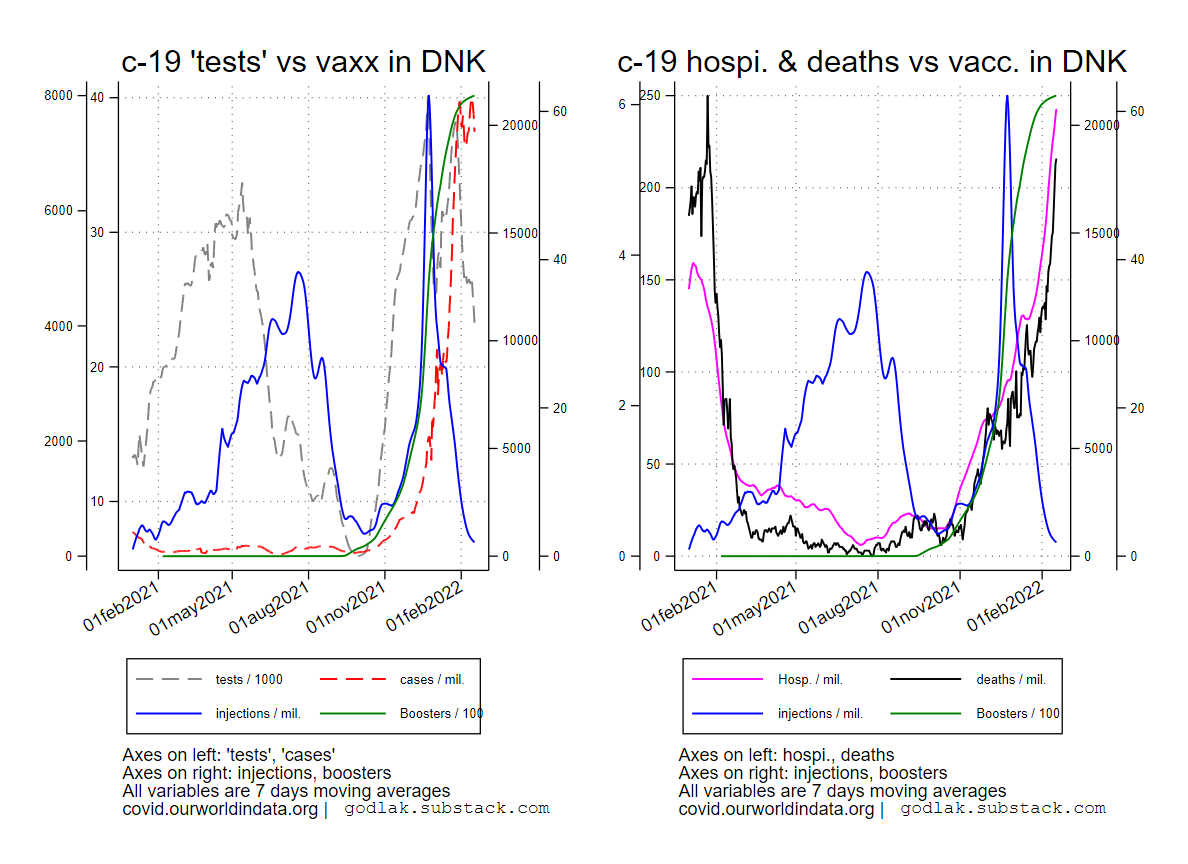 c-19 'tests' vs vaxx in DNK
8000
6000
4000
2000
0
40
30
20
10
0
20000
15000
10000
5000
0
60
40
20
0
01feb2021
01may2021
01aug2021
01nov2021
01feb2022
tests / 1000
cases / mil.
injections / mil.
Boosters / 100
Axes on left: 'tests', 'cases'
Axes on right: injections, boosters
All variables are 7 days moving averages
covid.ourworldindata.org | godlak.substack.com
c-19 hospi. & deaths vs vacc. in DNK
6
4
2
0
250
200
150
100
50
0
20000
15000
10000
5000
0
60
40
20
0
01feb2021
01may2021
01aug2021
01nov2021
01feb2022
Hosp. / mil.
deaths / mil.
injections / mil.
Boosters / 100
Axes on left: hospi., deaths
Axes on right: injections, boosters
All variables are 7 days moving averages
covid.ourworldindata.org | godlak.substack.com